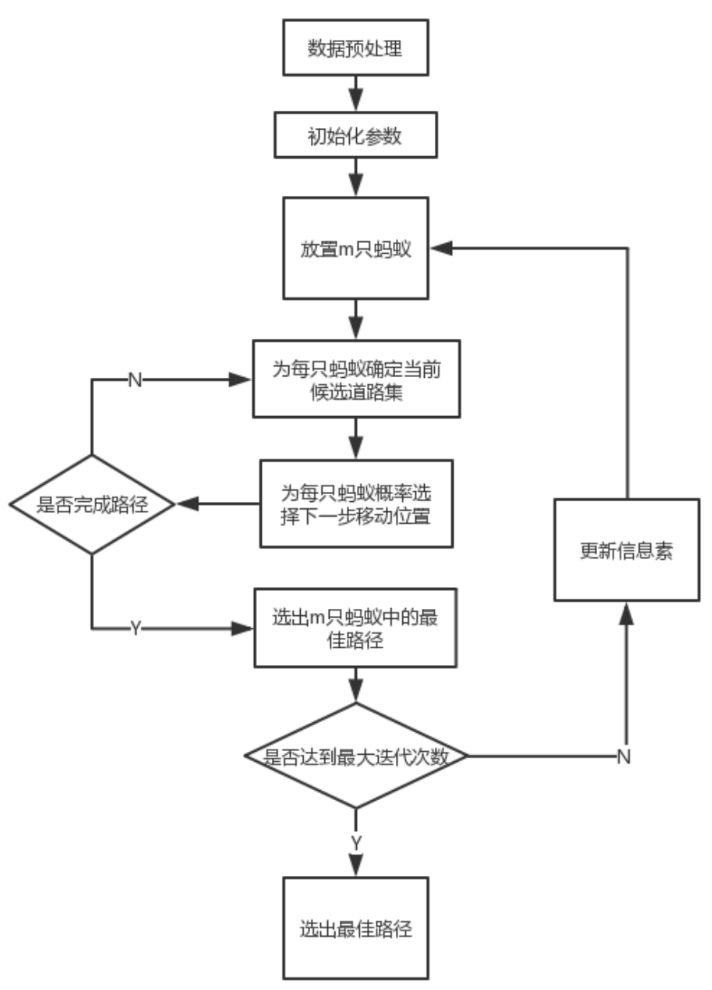 数据预处理
初始化参数
放置m只蚂蚁
为每只蚂蚁确定当前
候选道路集
N
为每只蚂蚁概率选
择下一步移动位置
是否完成路径
更新信息素
Y
选出m只蚂蚁中的最
佳路径
是否达到最大迭代次数
N
Y
选出最佳路径